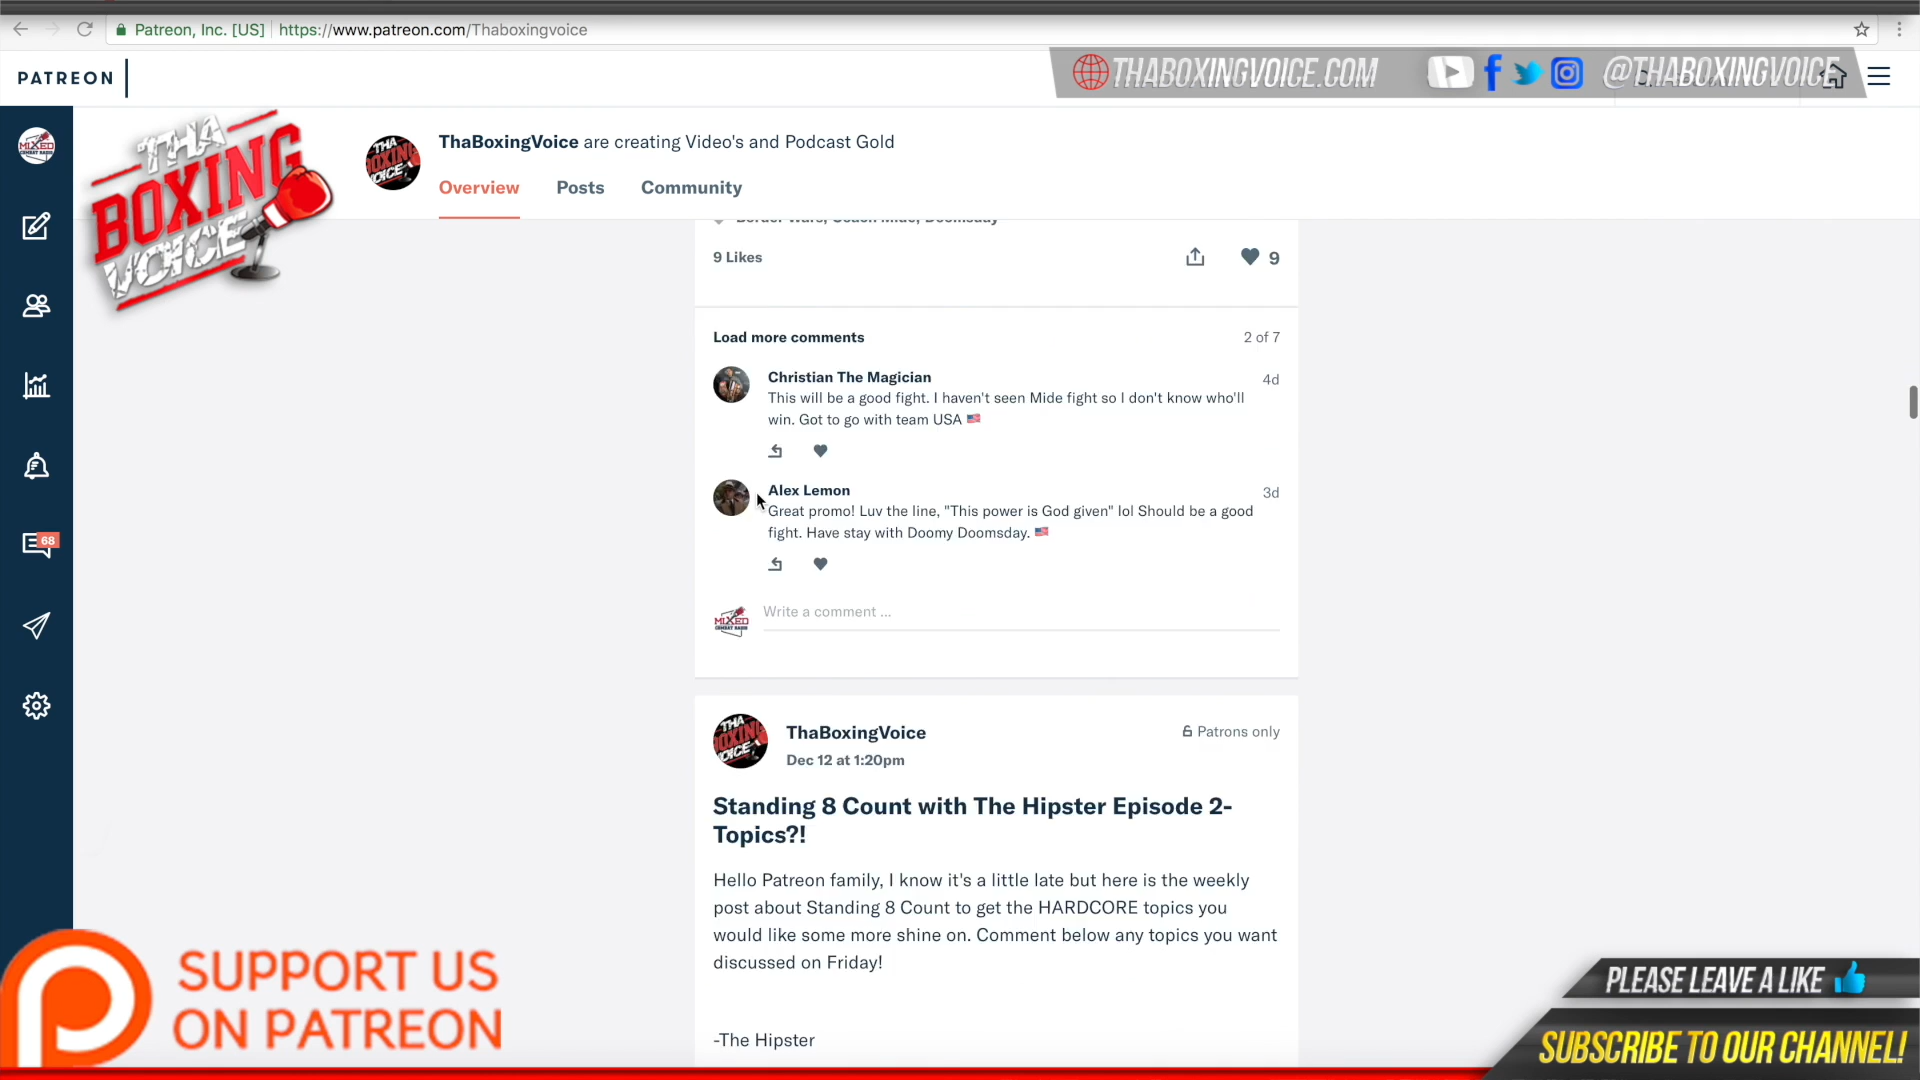 Patreon, Inc. [US] https://www.patreon.com/Thaboxingvoice
PATREON
THABOXINGVOICE.COM @THABOXINGVOICE
THA BOXING VOICE
ThaBoxingVoice are creating Video's and Podcast Gold
Overview Posts Community
Border Wars, Coach Mide, Doomsday
9 Likes 9
Load more comments 2 of 7
Christian The Magician 4d
This will be a good fight. I haven't seen Mide fight so I don't know who'll
win. Got to go with team USA 🇺🇸
Alex Lemon 3d
Great promo! Luv the line, "This power is God given" lol Should be a good
fight. Have stay with Doomy Doomsday. 🇺🇸
68
Write a comment ...
ThaBoxingVoice Patrons only
Dec 12 at 1:20pm
Standing 8 Count with The Hipster Episode 2-
Topics?!
Hello Patreon family, I know it's a little late but here is the weekly
post about Standing 8 Count to get the HARDCORE topics you
would like some more shine on. Comment below any topics you want
discussed on Friday!
-The Hipster
SUPPORT US
ON PATREON
PLEASE LEAVE A LIKE
SUBSCRIBE TO OUR CHANNEL!